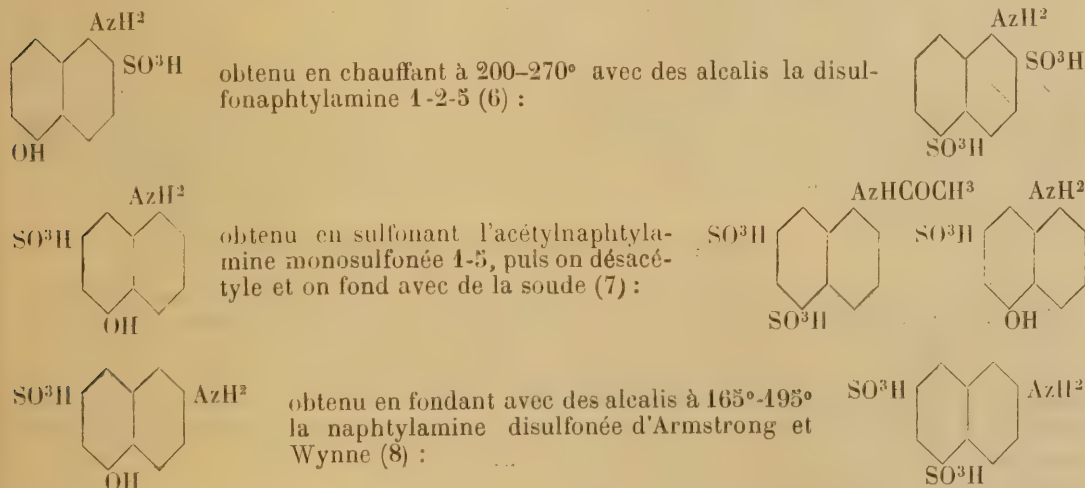 AzH² AzH²
SO³H SO³H
obtenu en chauffant à 200–270° avec des alcalis la disul-
fonaphtylamine 1-2-5 (6) :
OH SO³H
AzH² AzHCOCH³ AzH²
SO³H obtenu en sulfonant l'acétylnaphtyla- SO³H SO³H
mine monosulfonée 1-5, puis on désacé-
tyle et on fond avec de la soude (7) :
OH SO³H OH
SO³H AzH² SO³H AzH²
obtenu en fondant avec des alcalis à 165°-195°
la naphtylamine disulfonée d'Armstrong et
Wynne (8) :
OH SO³H